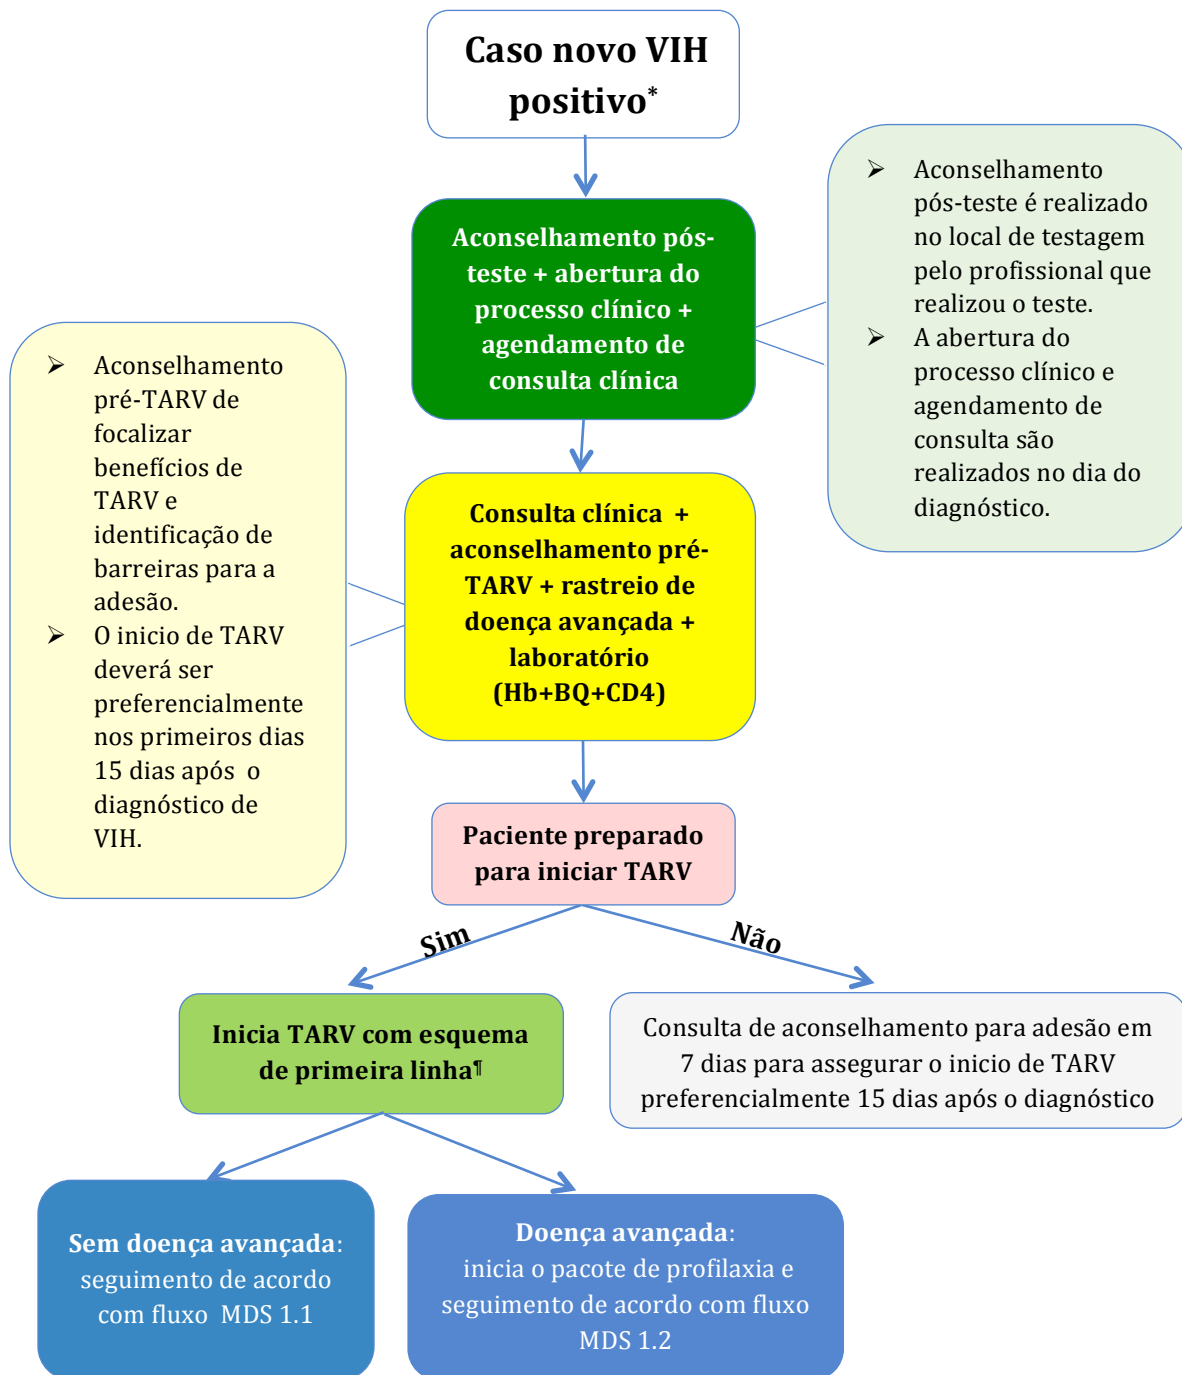 Caso novo VIH
positivo*
Aconselhamento pós-
teste + abertura do
processo clínico +
agendamento de
consulta clínica
➢ Aconselhamento
pós-teste é realizado
no local de testagem
pelo profissional que
realizou o teste.
➢ A abertura do
processo clínico e
agendamento de
consulta são
realizados no dia do
diagnóstico.
➢ Aconselhamento
pré-TARV de
focalizar
benefícios de
TARV e
identificação de
barreiras para a
adesão.
➢ O inicio de TARV
deverá ser
preferencialmente
nos primeiros dias
15 dias após o
diagnóstico de
VIH.
Consulta clínica +
aconselhamento pré-
TARV + rastreio de
doença avançada +
laboratório
(Hb+BQ+CD4)
Paciente preparado
para iniciar TARV
Sim
Não
Inicia TARV com esquema
de primeira linha¶
Consulta de aconselhamento para adesão em
7 dias para assegurar o inicio de TARV
preferencialmente 15 dias após o diagnóstico
Sem doença avançada:
seguimento de acordo
com fluxo MDS 1.1
Doença avançada:
inicia o pacote de profilaxia e
seguimento de acordo com fluxo
MDS 1.2